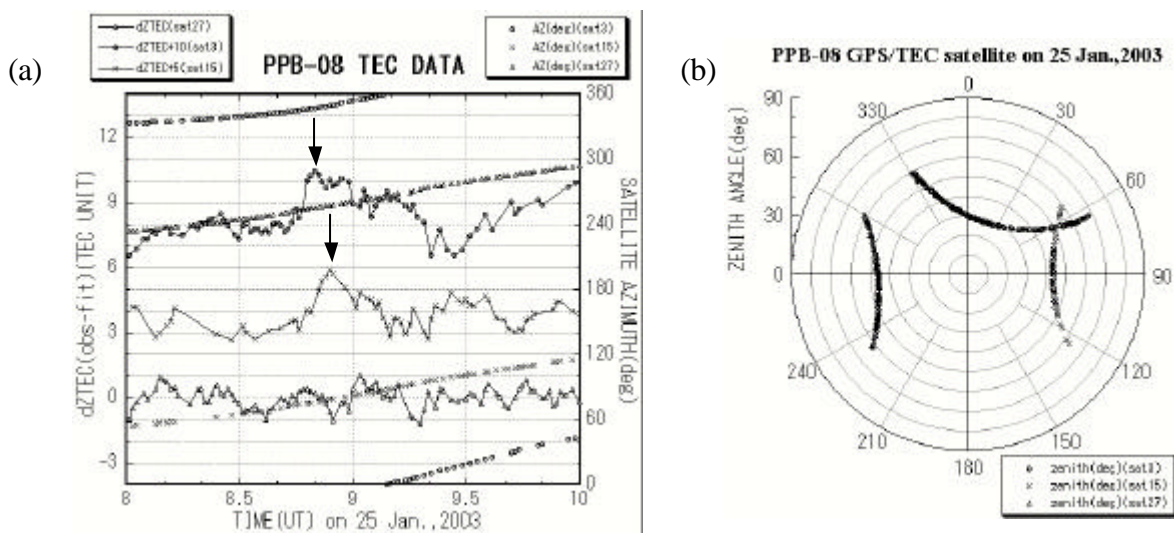 (a)
dZTEC(sat27)
dZTEC+10(sat3)
dZTEC+5(sat15)
AZ(deg)(sat3)
AZ(deg)(sat15)
AZ(deg)(sat27)
PPB-08 TEC DATA
dZTEC(obs-fit)(TEC UNIT)
12
9
6
3
0
-3
360
300
240
180
120
60
0
SATELLITE AZIMUTH(deg)
8
8.5
9
9.5
10
TIME(UT) on 25 Jan.,2003
(b)
PPB-08 GPS/TEC satellite on 25 Jan.,2003
ZENITH ANGLE(deg)
90
60
30
0
30
60
90
0
30
60
90
120
150
180
210
240
330
zenith(deg)(sat3)
zenith(deg)(sat15)
zenith(deg)(sat27)